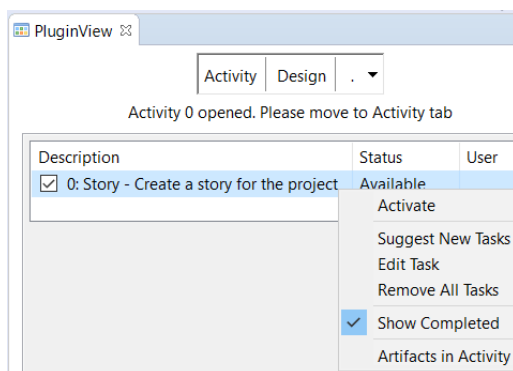 PluginView
Activity Design .
Activity 0 opened. Please move to Activity tab
Description Status User
0: Story - Create a story for the project Available
Activate
Suggest New Tasks
Edit Task
Remove All Tasks
Show Completed
Artifacts in Activity